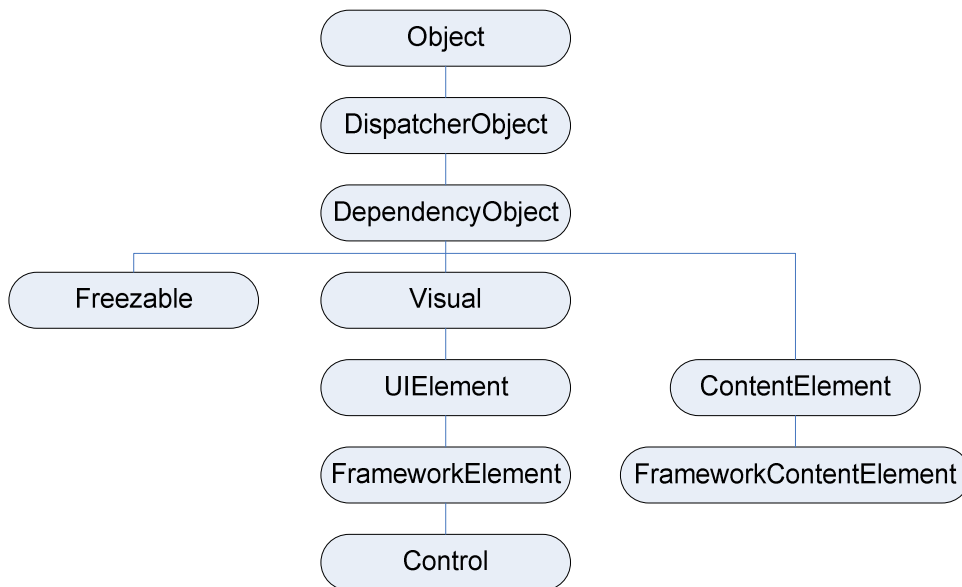 Object
DispatcherObject
DependencyObject
Freezable
Visual
UIElement
ContentElement
FrameworkElement
FrameworkContentElement
Control